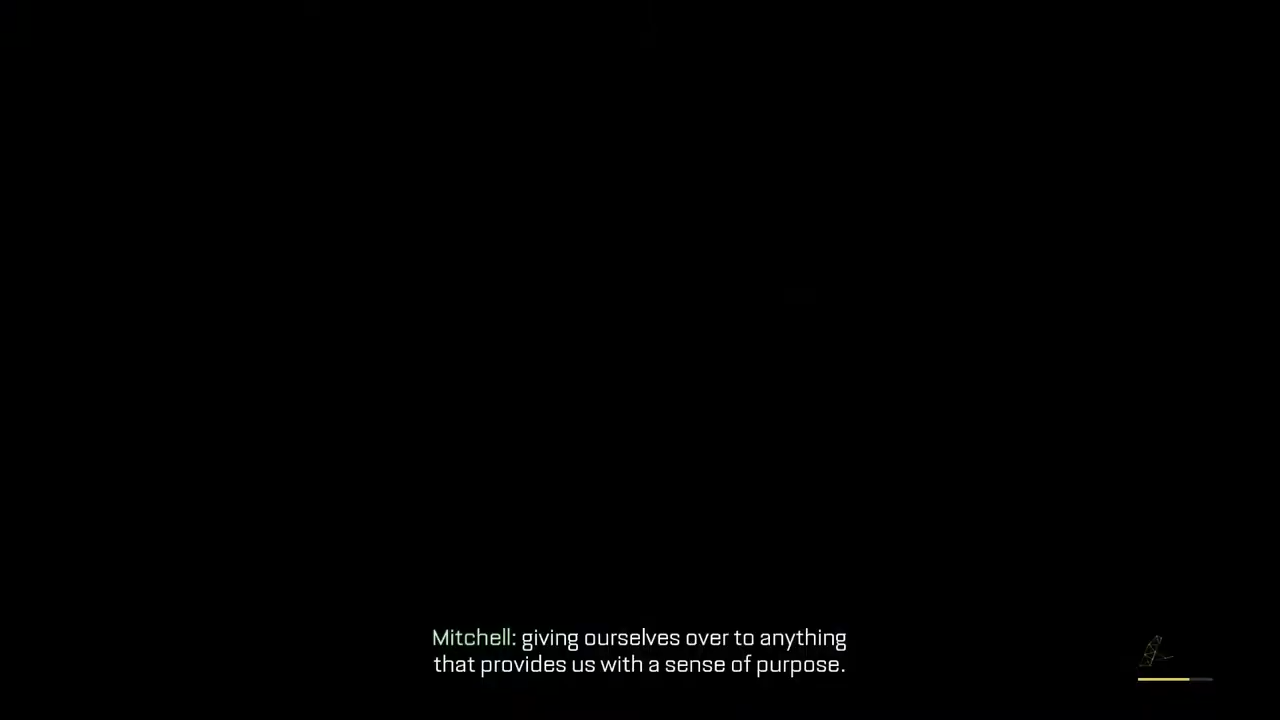 Mitchell: giving ourselves over to anything
that provides us with a sense of purpose.